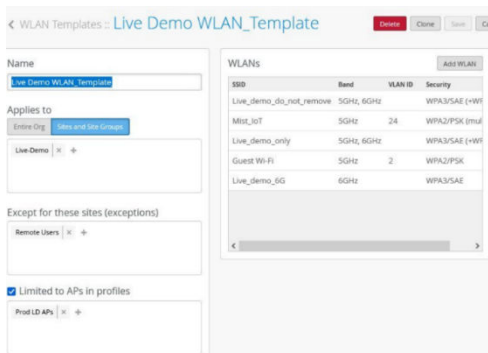 WLAN Templates :: Live Demo WLAN_Template
Delete Clone Save
Name
Live Demo WLAN_Template
Applies to
Entire Org Sites and Site Groups
Live-Demo × +
Except for these sites (exceptions)
Remote Users × +
Limited to APs in profiles
Prod LD APs × +
WLANs
Add WLAN
SSID Band VLAN ID Security
Live_demo_do_not_remove 5GHz, 6GHz WPA3/SAE (+WP
Mist_IoT 5GHz 24 WPA2/PSK (mul
Live_demo_only 5GHz, 6GHz WPA3/SAE (+WP
Guest Wi-Fi 5GHz 2 WPA2/PSK
Live_demo_6G 6GHz WPA3/SAE